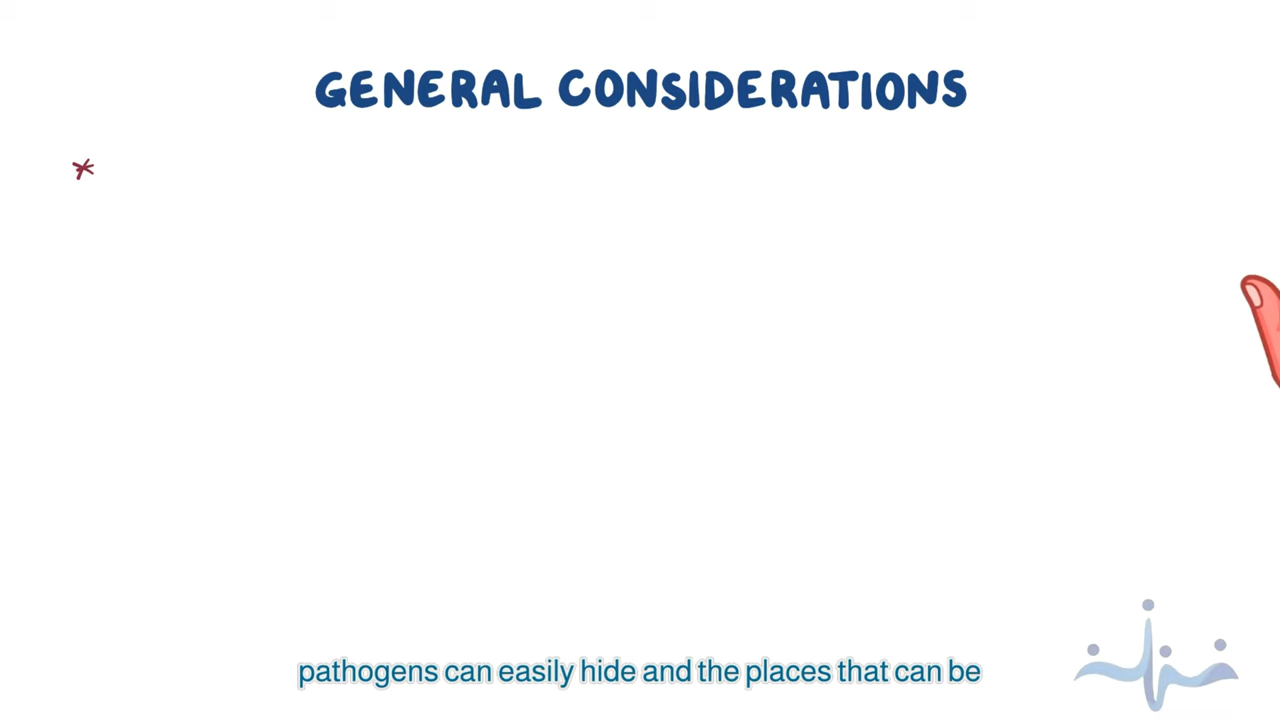 GENERAL CONSIDERATIONS
*
pathogens can easily hide and the places that can be